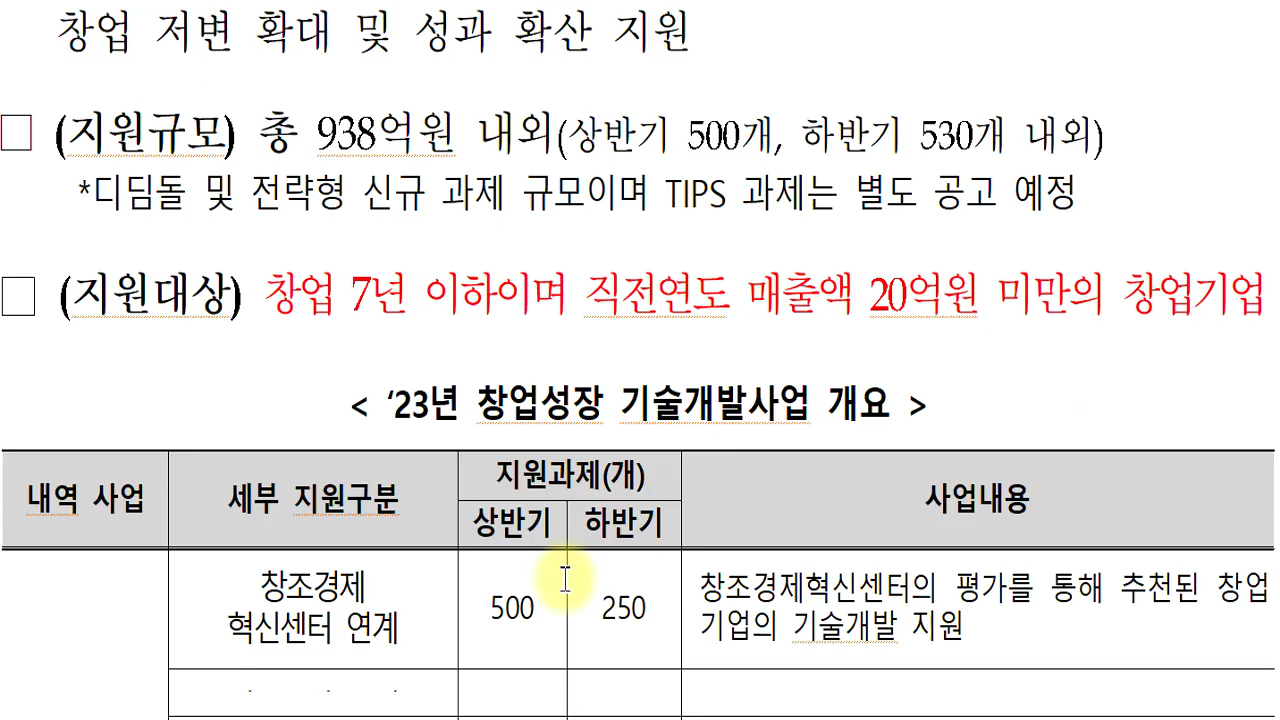 창업 저변 확대 및 성과 확산 지원
□ (지원규모) 총 938억원 내외(상반기 500개, 하반기 530개 내외)
*디딤돌 및 전략형 신규 과제 규모이며 TIPS 과제는 별도 공고 예정
□ (지원대상) 창업 7년 이하이며 직전연도 매출액 20억원 미만의 창업기업
< ‘23년 창업성장 기술개발사업 개요 >
내역 사업 세부 지원구분 지원과제(개) 사업내용
상반기 하반기
창조경제
혁신센터 연계
500 250
창조경제혁신센터의 평가를 통해 추천된 창업
기업의 기술개발 지원